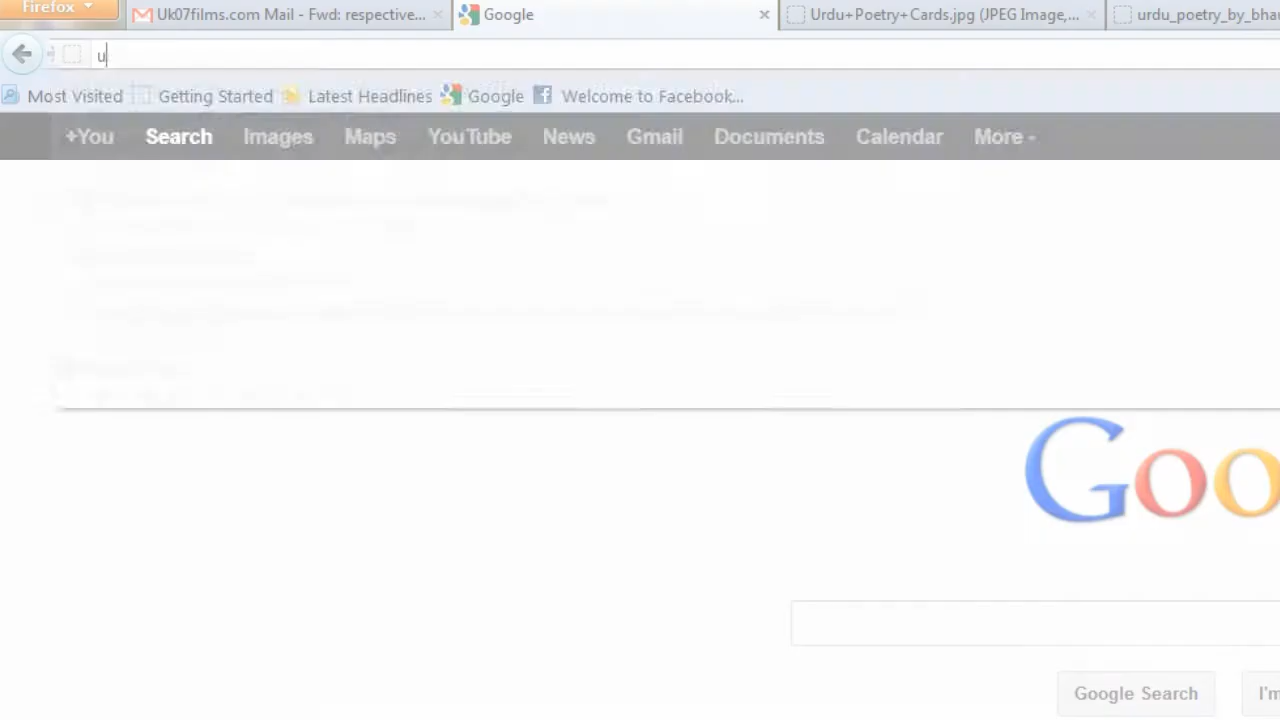 Firefox
Uk07films.com Mail - Fwd: respective...
Google
Urdu+Poetry+Cards.jpg (JPEG Image,...
urdu_poetry_by_bha
u
Most Visited
Getting Started
Latest Headlines
Google
Welcome to Facebook...
+You Search Images Maps YouTube News Gmail Documents Calendar More
Goo
Google Search
I'm